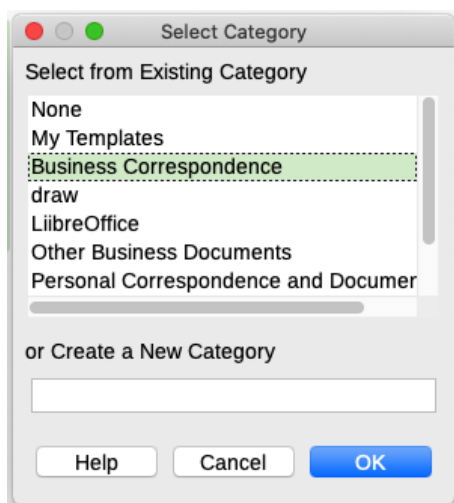 Select Category
Select from Existing Category
None
My Templates
Business Correspondence
draw
LiibreOffice
Other Business Documents
Personal Correspondence and Documer
or Create a New Category
Help
Cancel
OK